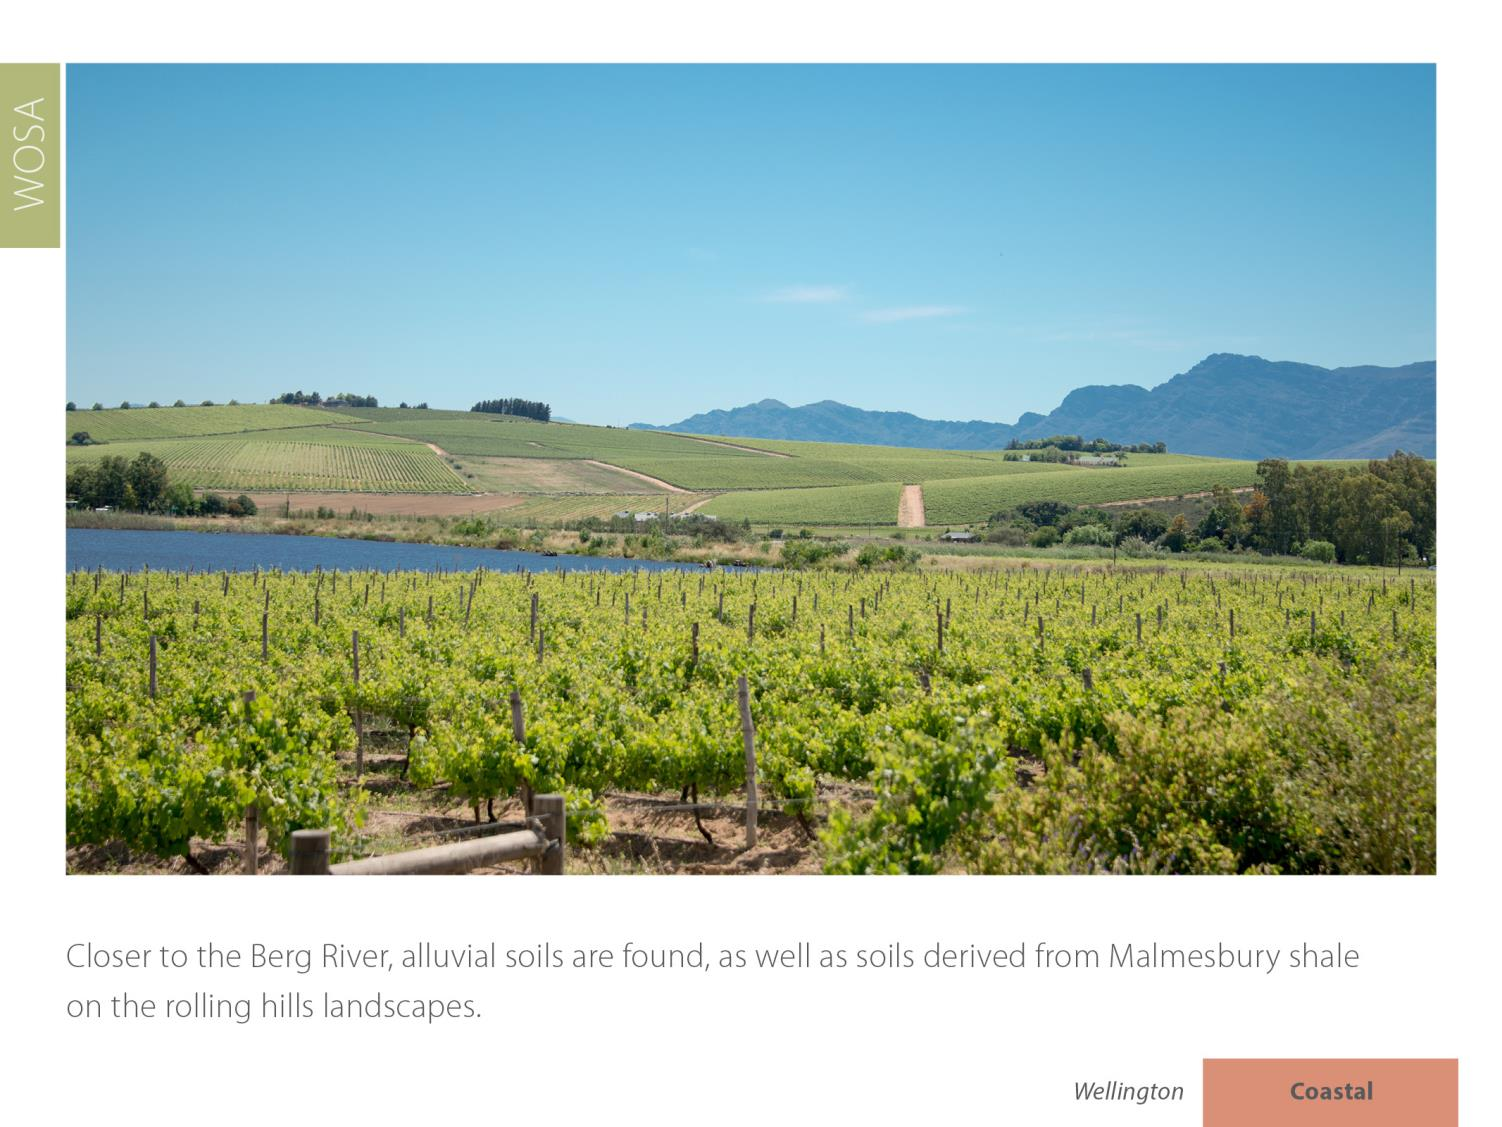 WOSA
Closer to the Berg River, alluvial soils are found, as well as soils derived from Malmesbury shale
on the rolling hills landscapes.
Wellington
Coastal